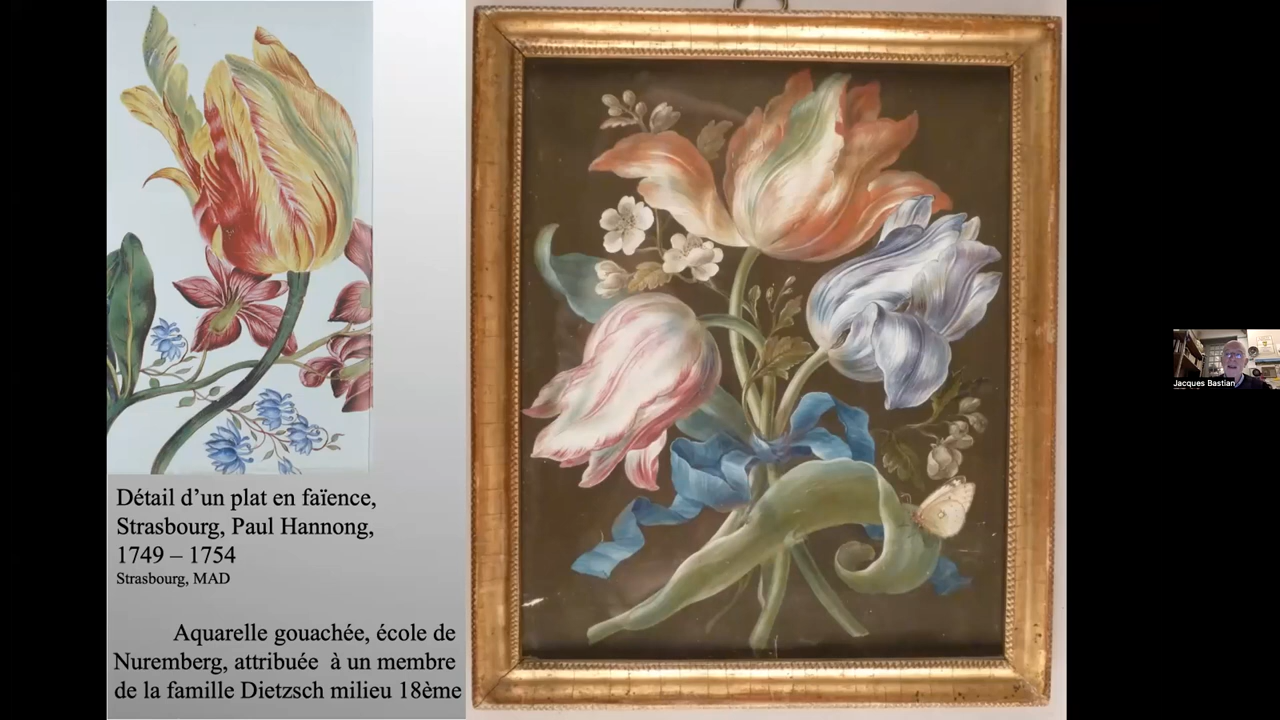 Détail d’un plat en faïence,
Strasbourg, Paul Hannong,
1749 – 1754
Strasbourg, MAD
Aquarelle gouachée, école de
Nuremberg, attribuée à un membre
de la famille Dietzsch milieu 18ème
Jacques Bastian